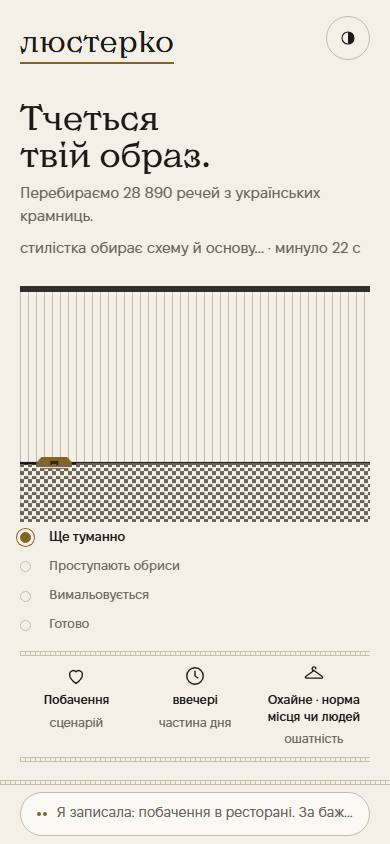 люстерко
Тчеться
твій образ.
Перебираємо 28 890 речей з українських
крамниць.
стилістка обирає схему й основу... · минуло 22 с
Ще туманно
Проступають обриси
Вимальовується
Готово
Побачення
сценарій
ввечері
частина дня
Охайне · норма
місця чи людей
ошатність
Я записала: побачення в ресторані. За баж...